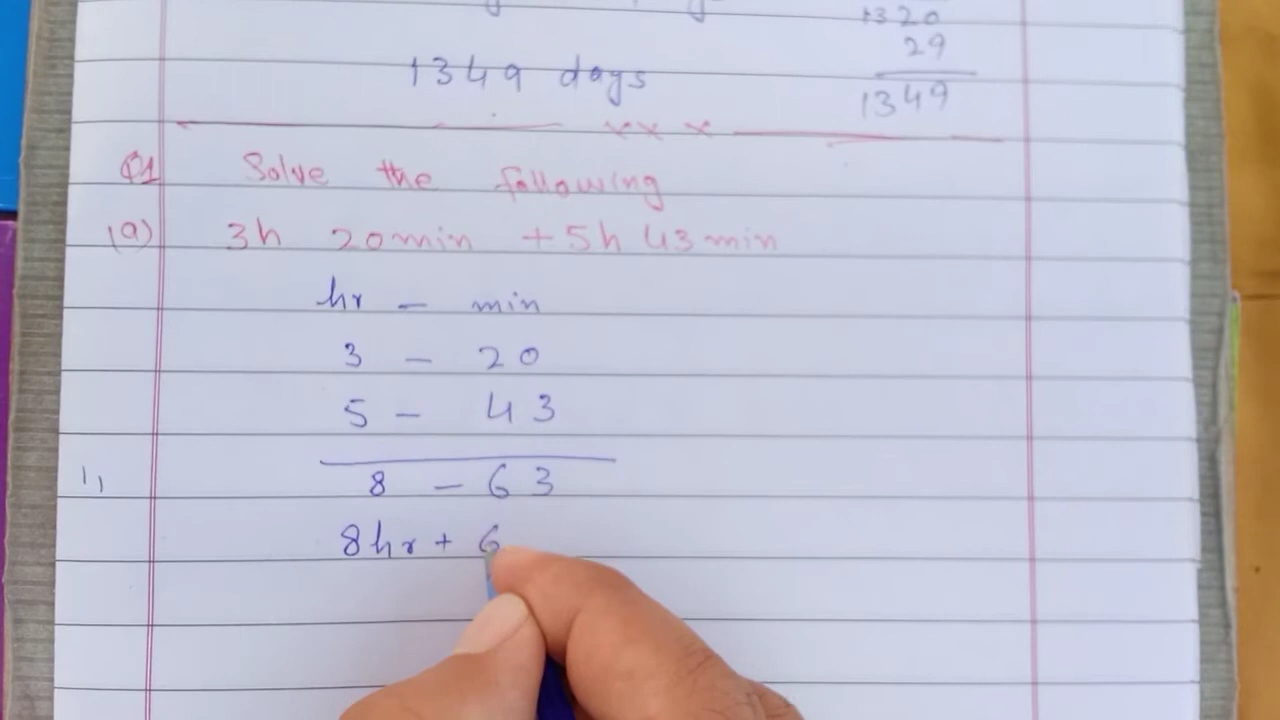 1320
29
1349 days
1349
x x x
Q1 Solve the following
(a) 3h 20min + 5h 43min
hr - min
3 - 20
5 - 43
8 - 63
8hr + 6